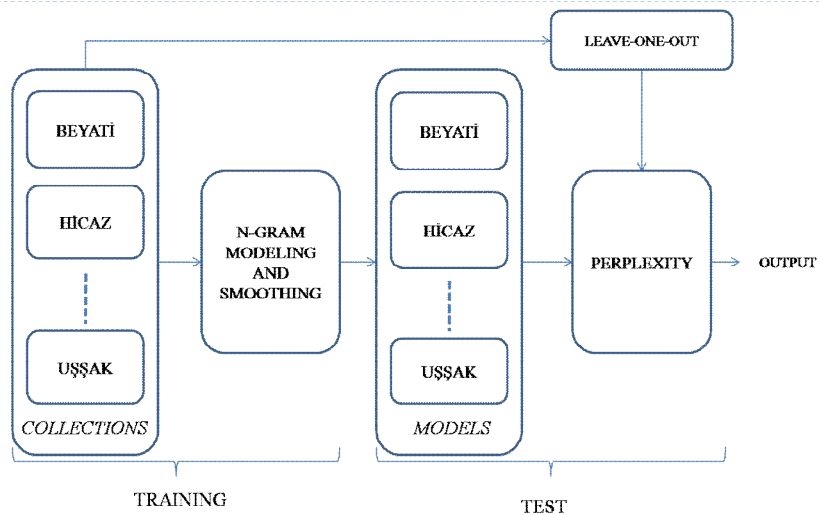 LEAVE-ONE-OUT
BEYATİ
HİCAZ
UŞŞAK
COLLECTIONS
N-GRAM
MODELING
AND
SMOOTHING
BEYATİ
HİCAZ
UŞŞAK
MODELS
PERPLEXITY
OUTPUT
TRAINING
TEST